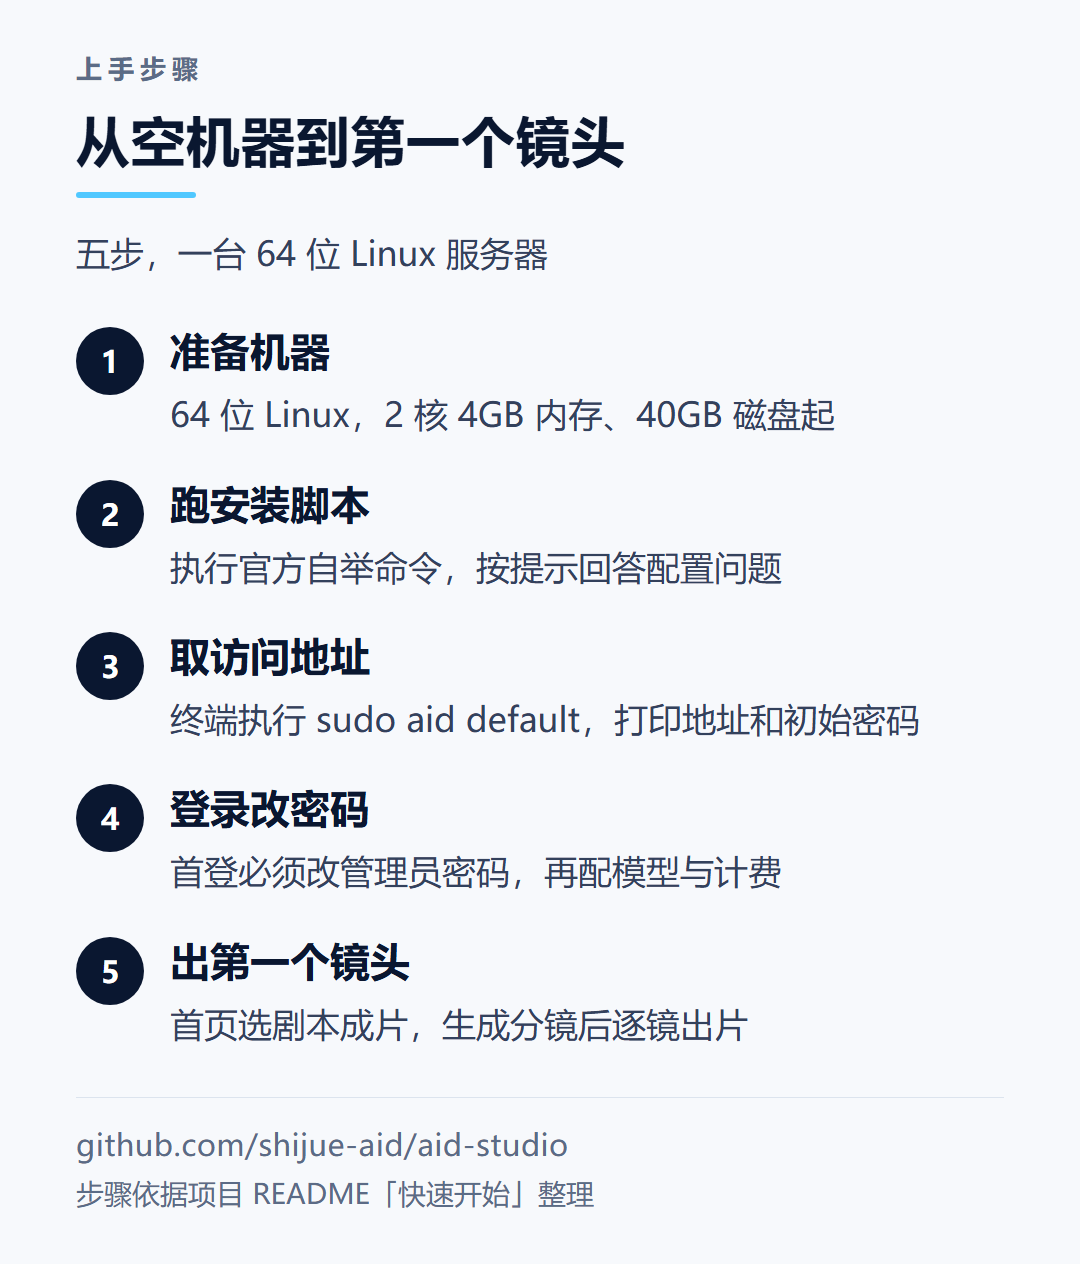 上手步骤
从空机器到第一个镜头
五步，一台 64 位 Linux 服务器
1
准备机器
64 位 Linux，2 核 4GB 内存、40GB 磁盘起
2
跑安装脚本
执行官方自举命令，按提示回答配置问题
3
取访问地址
终端执行 sudo aid default，打印地址和初始密码
4
登录改密码
首登必须改管理员密码，再配模型与计费
5
出第一个镜头
首页选剧本成片，生成分镜后逐镜出片
github.com/shijue-aid/aid-studio
步骤依据项目 README「快速开始」整理